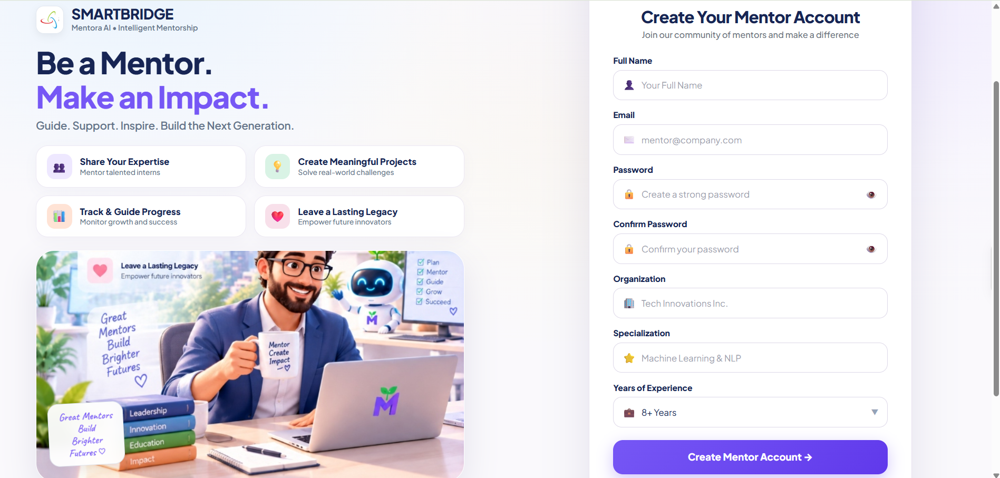 SMARTBRIDGE
Mentora AI • Intelligent Mentorship
Be a Mentor.
Make an Impact.
Guide. Support. Inspire. Build the Next Generation.
Share Your Expertise
Mentor talented interns
Create Meaningful Projects
Solve real-world challenges
Track & Guide Progress
Monitor growth and success
Leave a Lasting Legacy
Empower future innovators
Leave a Lasting Legacy
Empower future innovators
Plan
Mentor
Guide
Grow
Succeed
Great
Mentors
Build
Brighter
Futures
M
Mentor
Create
Impact
M
Leadership
Innovation
Education
Impact
Great Mentors
Build
Brighter
Futures ♡
Create Your Mentor Account
Join our community of mentors and make a difference
Full Name
Your Full Name
Email
mentor@company.com
Password
Create a strong password
Confirm Password
Confirm your password
Organization
Tech Innovations Inc.
Specialization
Machine Learning & NLP
Years of Experience
8+ Years
Create Mentor Account →